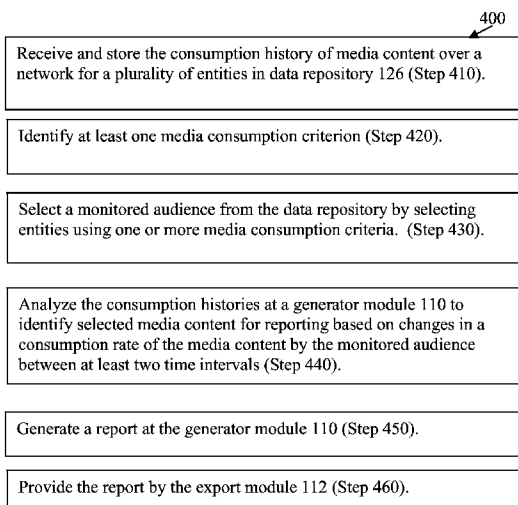 400
Receive and store the consumption history of media content over a
network for a plurality of entities in data repository 126 (Step 410).
Identify at least one media consumption criterion (Step 420).
Select a monitored audience from the data repository by selecting
entities using one or more media consumption criteria. (Step 430).
Analyze the consumption histories at a generator module 110 to
identify selected media content for reporting based on changes in a
consumption rate of the media content by the monitored audience
between at least two time intervals (Step 440).
Generate a report at the generator module 110 (Step 450).
Provide the report by the export module 112 (Step 460).